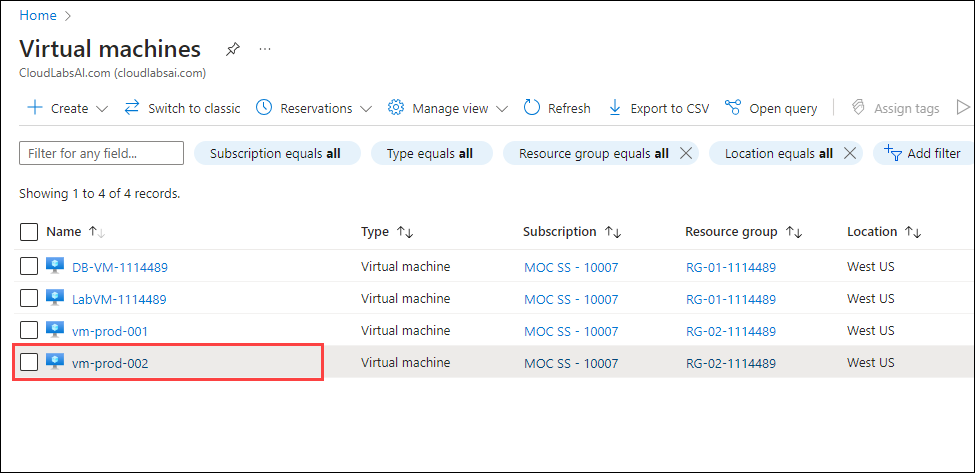 Home
Virtual machines
CloudLabsAI.com (cloudlabsai.com)
Create Switch to classic Reservations Manage view Refresh Export to CSV Open query Assign tags
Filter for any field... Subscription equals all Type equals all Resource group equals all Location equals all Add filter
Showing 1 to 4 of 4 records.
Name Type Subscription Resource group Location
DB-VM-1114489 Virtual machine MOC SS - 10007 RG-01-1114489 West US
LabVM-1114489 Virtual machine MOC SS - 10007 RG-01-1114489 West US
vm-prod-001 Virtual machine MOC SS - 10007 RG-02-1114489 West US
vm-prod-002 Virtual machine MOC SS - 10007 RG-02-1114489 West US